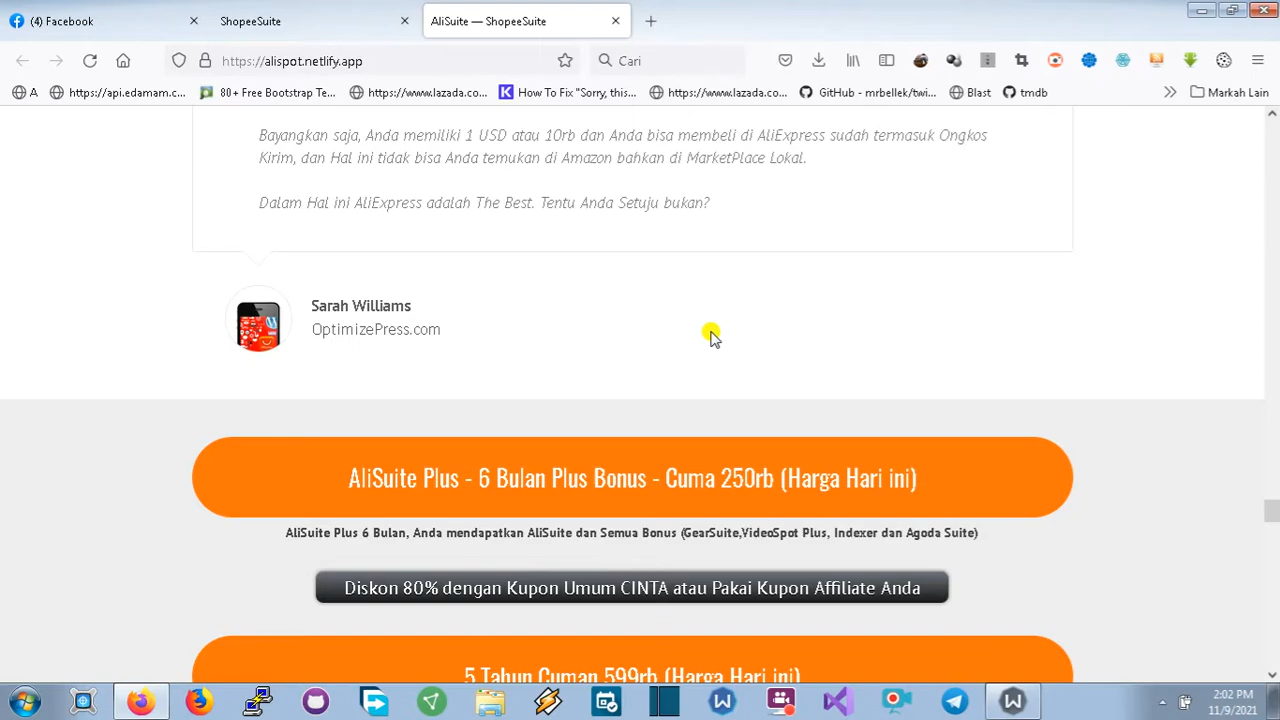 (4) Facebook
ShopeeSuite
AliSuite — ShopeeSuite
https://alispot.netlify.app
Cari
A
https://api.edamam.c...
80+ Free Bootstrap Te...
https://www.lazada.co...
How To Fix "Sorry, this...
https://www.lazada.co...
GitHub - mrbellek/twi...
Blast
tmdb
Markah Lain
Bayangkan saja, Anda memiliki 1 USD atau 10rb dan Anda bisa membeli di AliExpress sudah termasuk Ongkos
Kirim, dan Hal ini tidak bisa Anda temukan di Amazon bahkan di MarketPlace Lokal.
Dalam Hal ini AliExpress adalah The Best. Tentu Anda Setuju bukan?
Sarah Williams
OptimizePress.com
AliSuite Plus - 6 Bulan Plus Bonus - Cuma 250rb (Harga Hari ini)
AliSuite Plus 6 Bulan, Anda mendapatkan AliSuite dan Semua Bonus (GearSuite,VideoSpot Plus, Indexer dan Agoda Suite)
Diskon 80% dengan Kupon Umum CINTA atau Pakai Kupon Affiliate Anda
5 Tahun Cuman 599rb (Harga Hari ini)
2:02 PM
11/9/2021